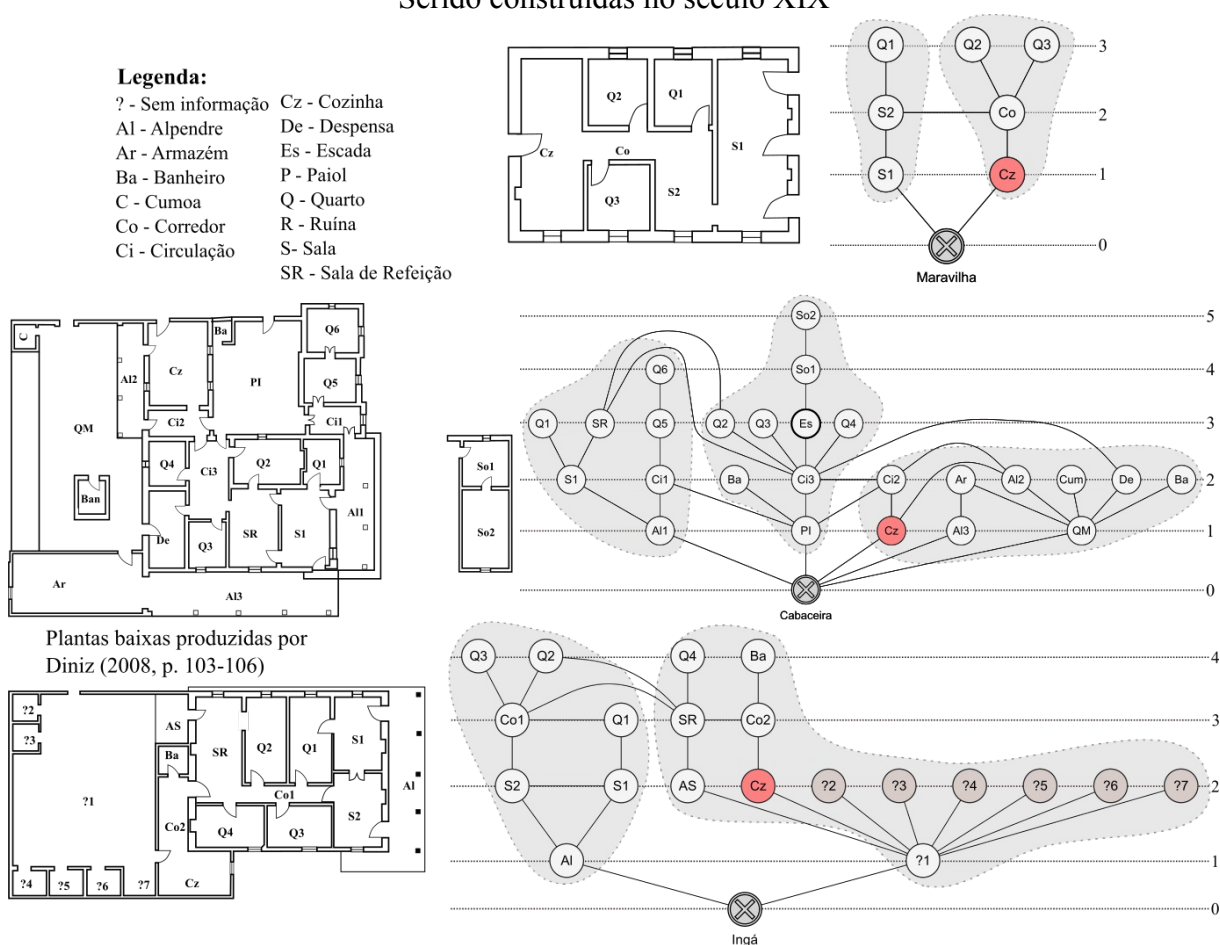 Seridó construídas no século XIX
Legenda:
? - Sem informação
Al - Alpendre
Ar - Armazém
Ba - Banheiro
C - Cumoa
Co - Corredor
Ci - Circulação
Cz - Cozinha
De - Despensa
Es - Escada
P - Paiol
Q - Quarto
R - Ruína
S- Sala
SR - Sala de Refeição
Q2 Q1
Cz Co S1
Q3 S2
Q1 Q2 Q3 3
S2 Co 2
S1 Cz 1
0
Maravilha
C Ba Q6
Cz
Al2 PI Q5
QM Ci2 Ci1
Q4 Ci3 Q2 Q1
Ban Al1
De Q3 SR S1
Ar
Al3
So1
So2
So2 5
Q6 So1 4
Q1 SR Q5 Q2 Q3 Es Q4 3
S1 Ci1 Ba Ci3 Ci2 Ar Al2 Cum De Ba 2
Al1 PI Cz Al3 QM 1
0
Cabaceira
Plantas baixas produzidas por
Diniz (2008, p. 103-106)
?2 AS
?3 SR Q2 Q1 S1
Ba
?1 Co1 Al
Co2 Q4 Q3 S2
?4 ?5 ?6 ?7 Cz
Q3 Q2 Q4 Ba 4
Co1 Q1 SR Co2 3
S2 S1 AS Cz ?2 ?3 ?4 ?5 ?6 ?7 2
Al ?1 1
0
Ingá